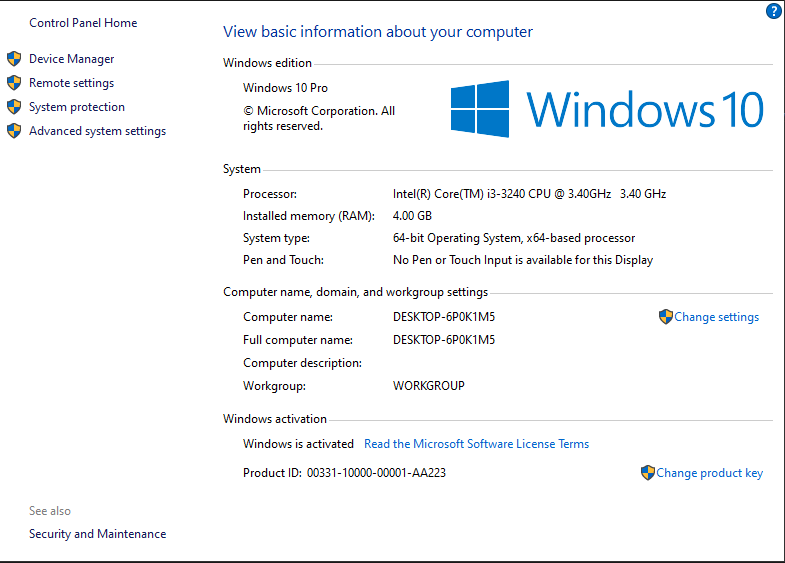 Control Panel Home
Device Manager
Remote settings
System protection
Advanced system settings
See also
Security and Maintenance
?
View basic information about your computer
Windows edition
Windows 10 Pro
© Microsoft Corporation. All
rights reserved.
Windows 10
System
Processor: Intel(R) Core(TM) i3-3240 CPU @ 3.40GHz 3.40 GHz
Installed memory (RAM): 4.00 GB
System type: 64-bit Operating System, x64-based processor
Pen and Touch: No Pen or Touch Input is available for this Display
Computer name, domain, and workgroup settings
Computer name: DESKTOP-6P0K1M5 Change settings
Full computer name: DESKTOP-6P0K1M5
Computer description:
Workgroup: WORKGROUP
Windows activation
Windows is activated Read the Microsoft Software License Terms
Product ID: 00331-10000-00001-AA223 Change product key